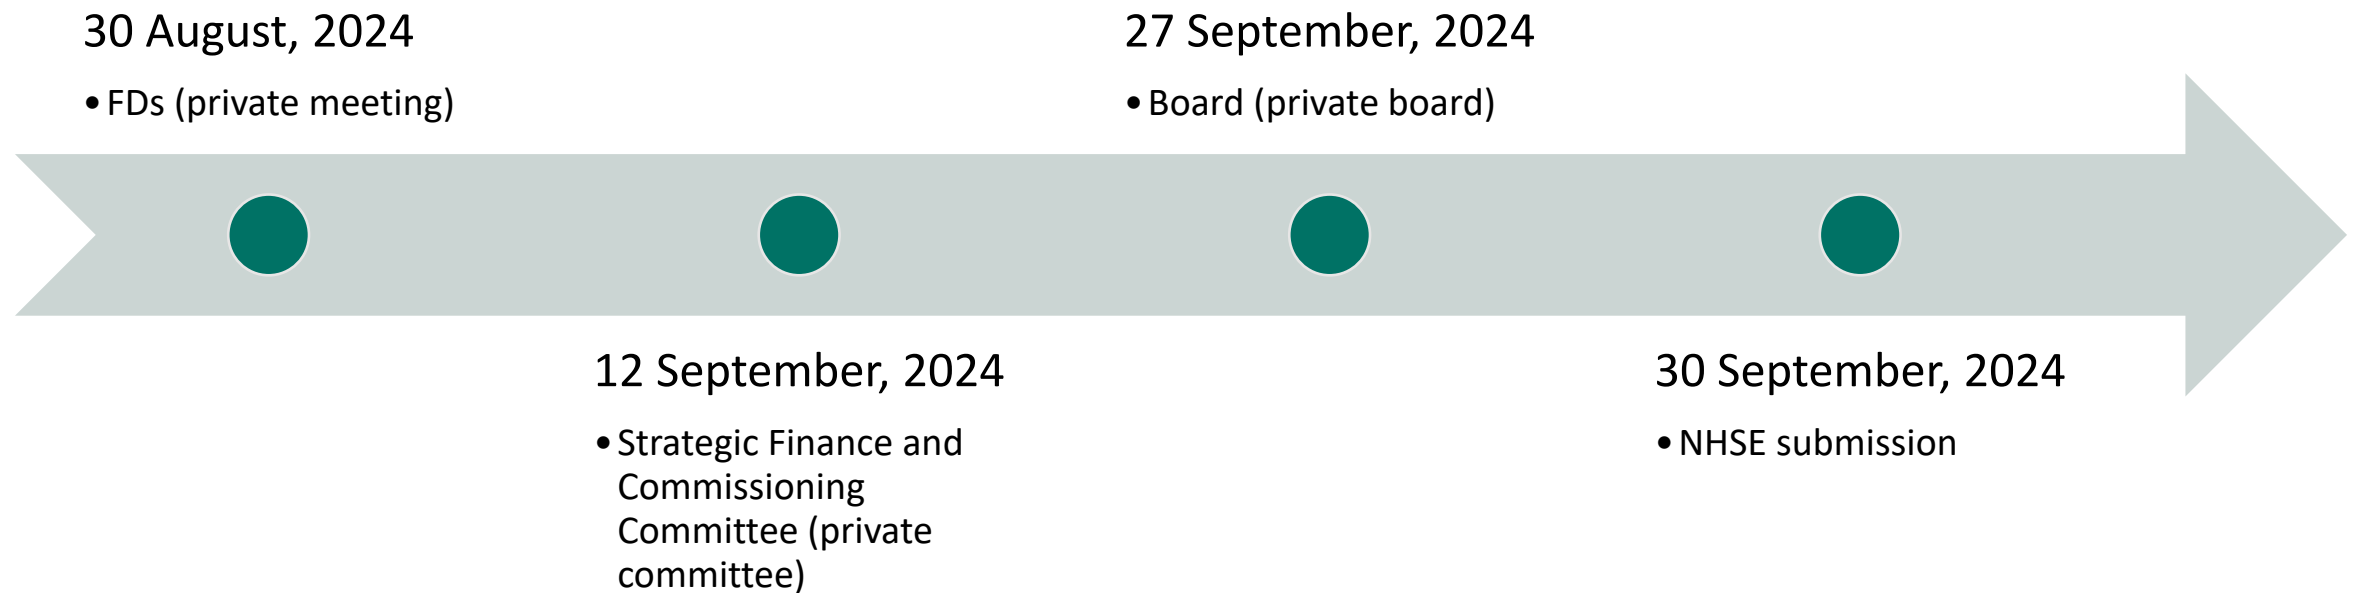 30 August, 2024
• FDs (private meeting)
12 September, 2024
• Strategic Finance and
Commissioning
Committee (private
committee)
27 September, 2024
• Board (private board)
30 September, 2024
• NHSE submission